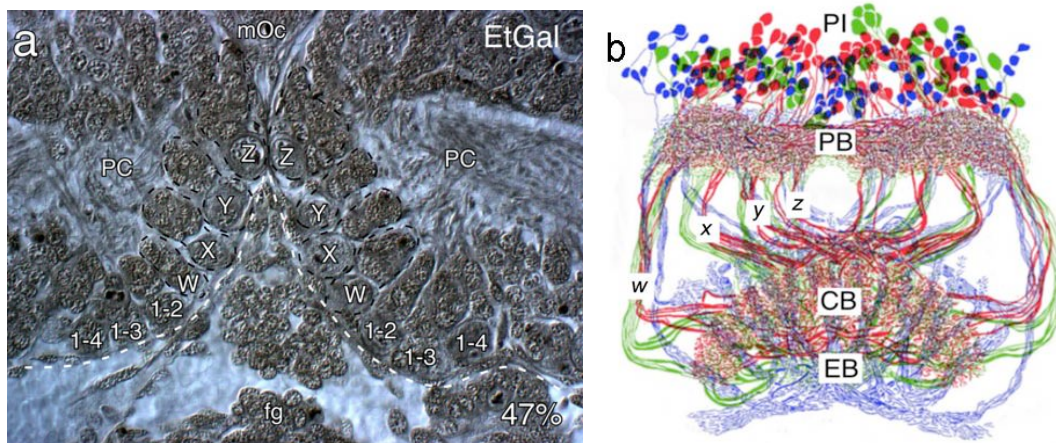 a
mOc
EtGal
Z Z
PC PC
Y Y
X X
W W
1-2 1-2
1-3 1-3
1-4 1-4
fg
47%
b
PI
PB
x y z
w
CB
EB